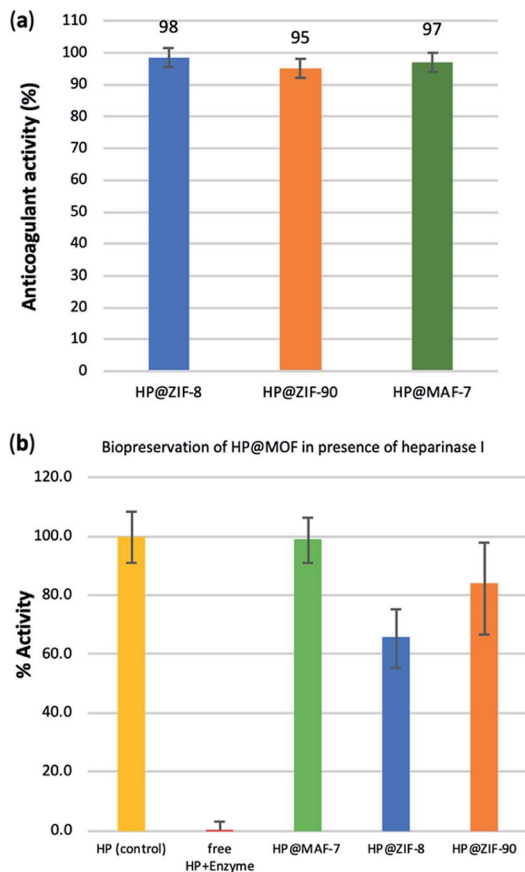 (a)
Anticoagulant activity (%)
110
100
90
80
70
60
50
40
30
20
10
0
98
95
97
HP@ZIF-8 HP@ZIF-90 HP@MAF-7
(b)
Biopreservation of HP@MOF in presence of heparinase I
% Activity
120.0
100.0
80.0
60.0
40.0
20.0
0.0
HP (control) free HP@MAF-7 HP@ZIF-8 HP@ZIF-90
HP+Enzyme